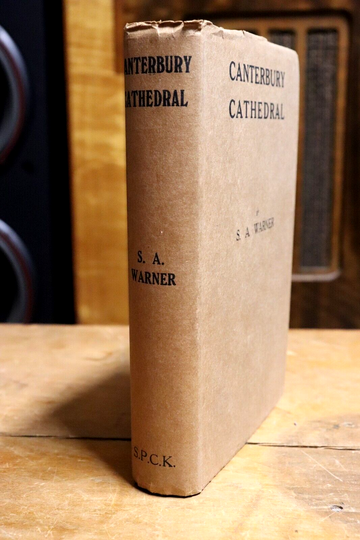 CANTERBURY
CATHEDRAL
S. A.
WARNER
S.P.C.K.
CANTERBURY
CATHEDRAL
S. A. WARNER